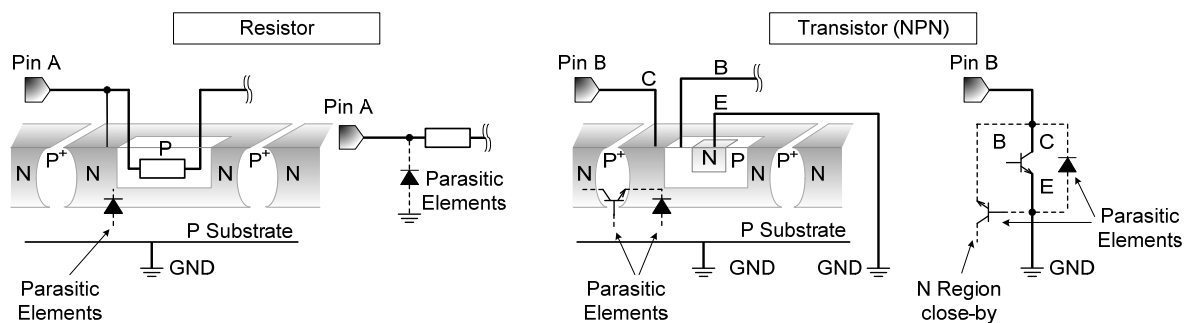 Resistor
Pin A
N
P+
N
P
N
P+
N
P Substrate
GND
Parasitic
Elements
Pin A
Parasitic
Elements
Transistor (NPN)
Pin B
C
B
E
N
P+
N
N
P
P+
N
N
P Substrate
GND
GND
Parasitic
Elements
Pin B
B
C
E
Parasitic
Elements
GND
N Region
close-by